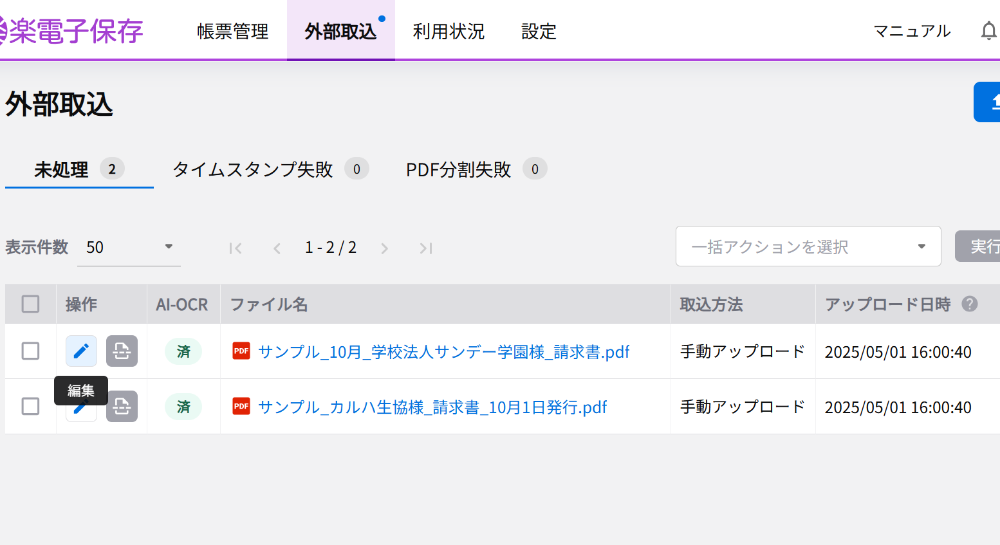 楽電子保存 帳票管理 外部取込 利用状況 設定 マニュアル
外部取込
未処理 2 タイムスタンプ失敗 0 PDF分割失敗 0
表示件数 50 1 - 2 / 2 一括アクションを選択 実行
操作 AI-OCR ファイル名 取込方法 アップロード日時 ?
済 PDF サンプル_10月_学校法人サンデー学園様_請求書.pdf 手動アップロード 2025/05/01 16:00:40
編集
済 PDF サンプル_カルハ生協様_請求書_10月1日発行.pdf 手動アップロード 2025/05/01 16:00:40